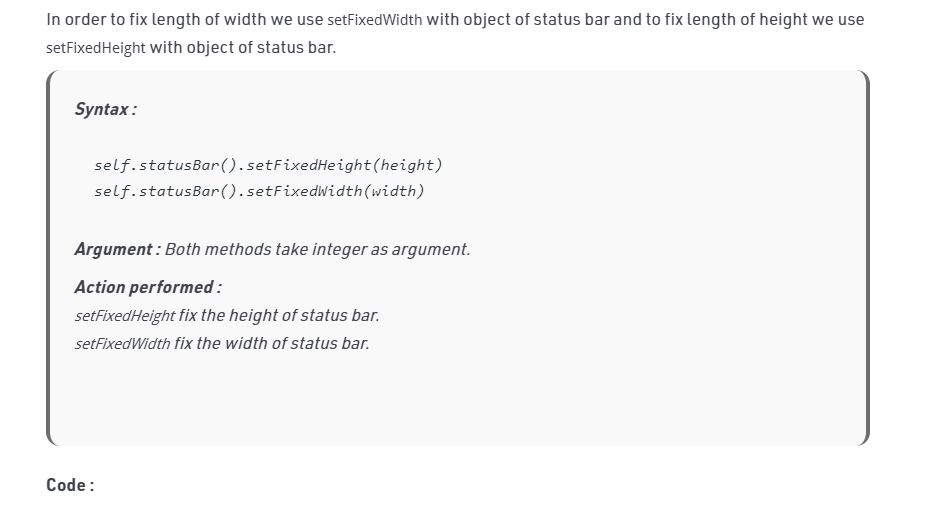 In order to fix length of width we use setFixedWidth with object of status bar and to fix length of height we use
setFixedHeight with object of status bar.
Syntax :
self.statusBar().setFixedHeight(height)
self.statusBar().setFixedWidth(width)
Argument : Both methods take integer as argument.
Action performed :
setFixedHeight fix the height of status bar.
setFixedWidth fix the width of status bar.
Code :